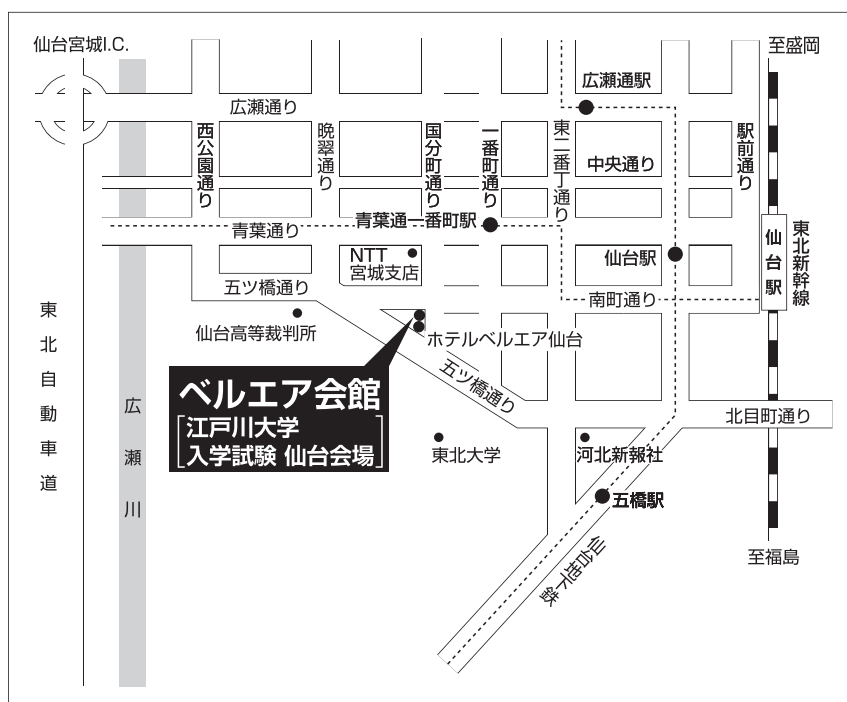 仙台宮城I.C.
至盛岡
広瀬通駅
広瀬通り
西公園通り
晩翠通り
国分町通り
一番町通り
東二番丁通り
中央通り
駅前通り
青葉通り
青葉通一番町駅
NTT
宮城支店
仙台駅
仙台駅
東北新幹線
五ツ橋通り
南町通り
仙台高等裁判所
ホテルベルエア仙台
ベルエア会館
[江戸川大学
入学試験 仙台会場]
五ツ橋通り
北目町通り
東北自動車道
広瀬川
東北大学
河北新報社
五橋駅
仙台地下鉄
至福島